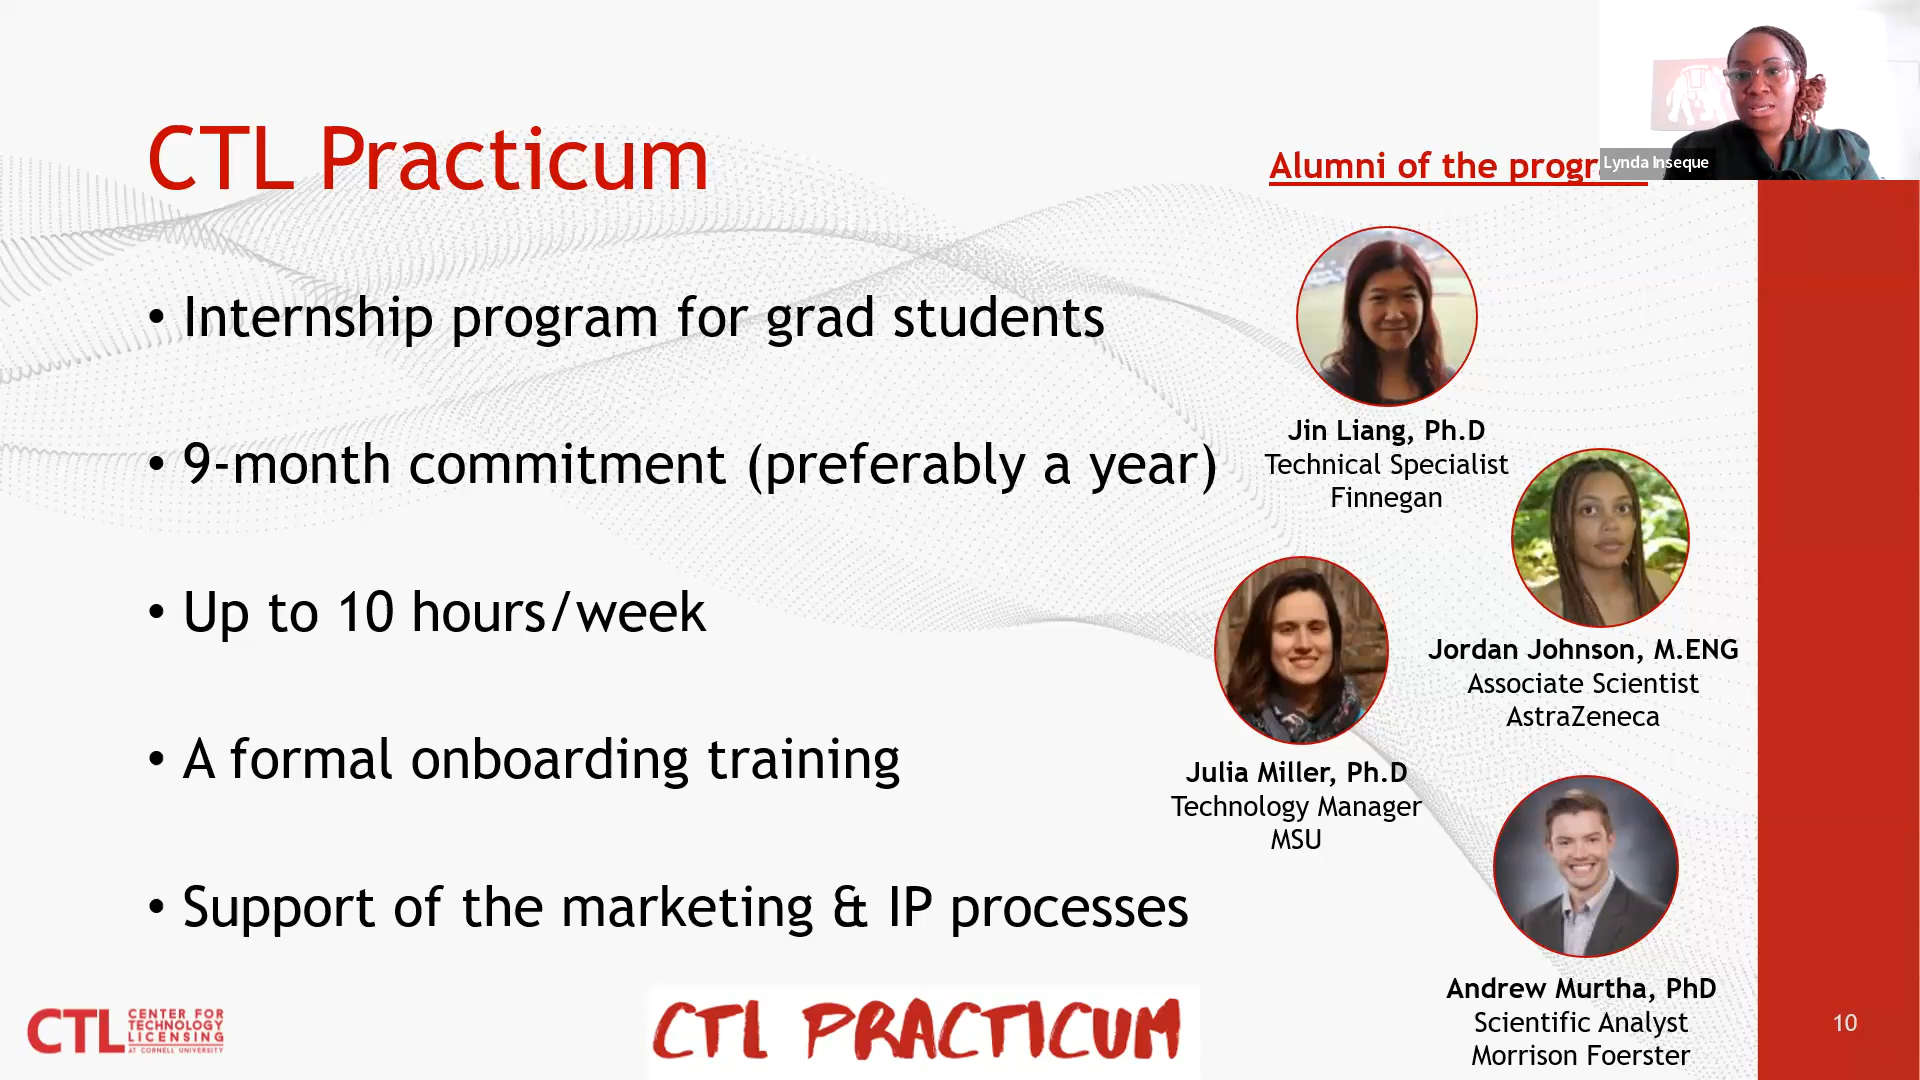 CTL Practicum
• Internship program for grad students
• 9-month commitment (preferably a year)
• Up to 10 hours/week
• A formal onboarding training
• Support of the marketing & IP processes
Alumni of the progr
Lynda Inseque
Jin Liang, Ph.D
Technical Specialist
Finnegan
Jordan Johnson, M.ENG
Associate Scientist
AstraZeneca
Julia Miller, Ph.D
Technology Manager
MSU
Andrew Murtha, PhD
Scientific Analyst
Morrison Foerster
CTL CENTER FOR
TECHNOLOGY
LICENSING
AT CORNELL UNIVERSITY
CTL PRACTICUM
10